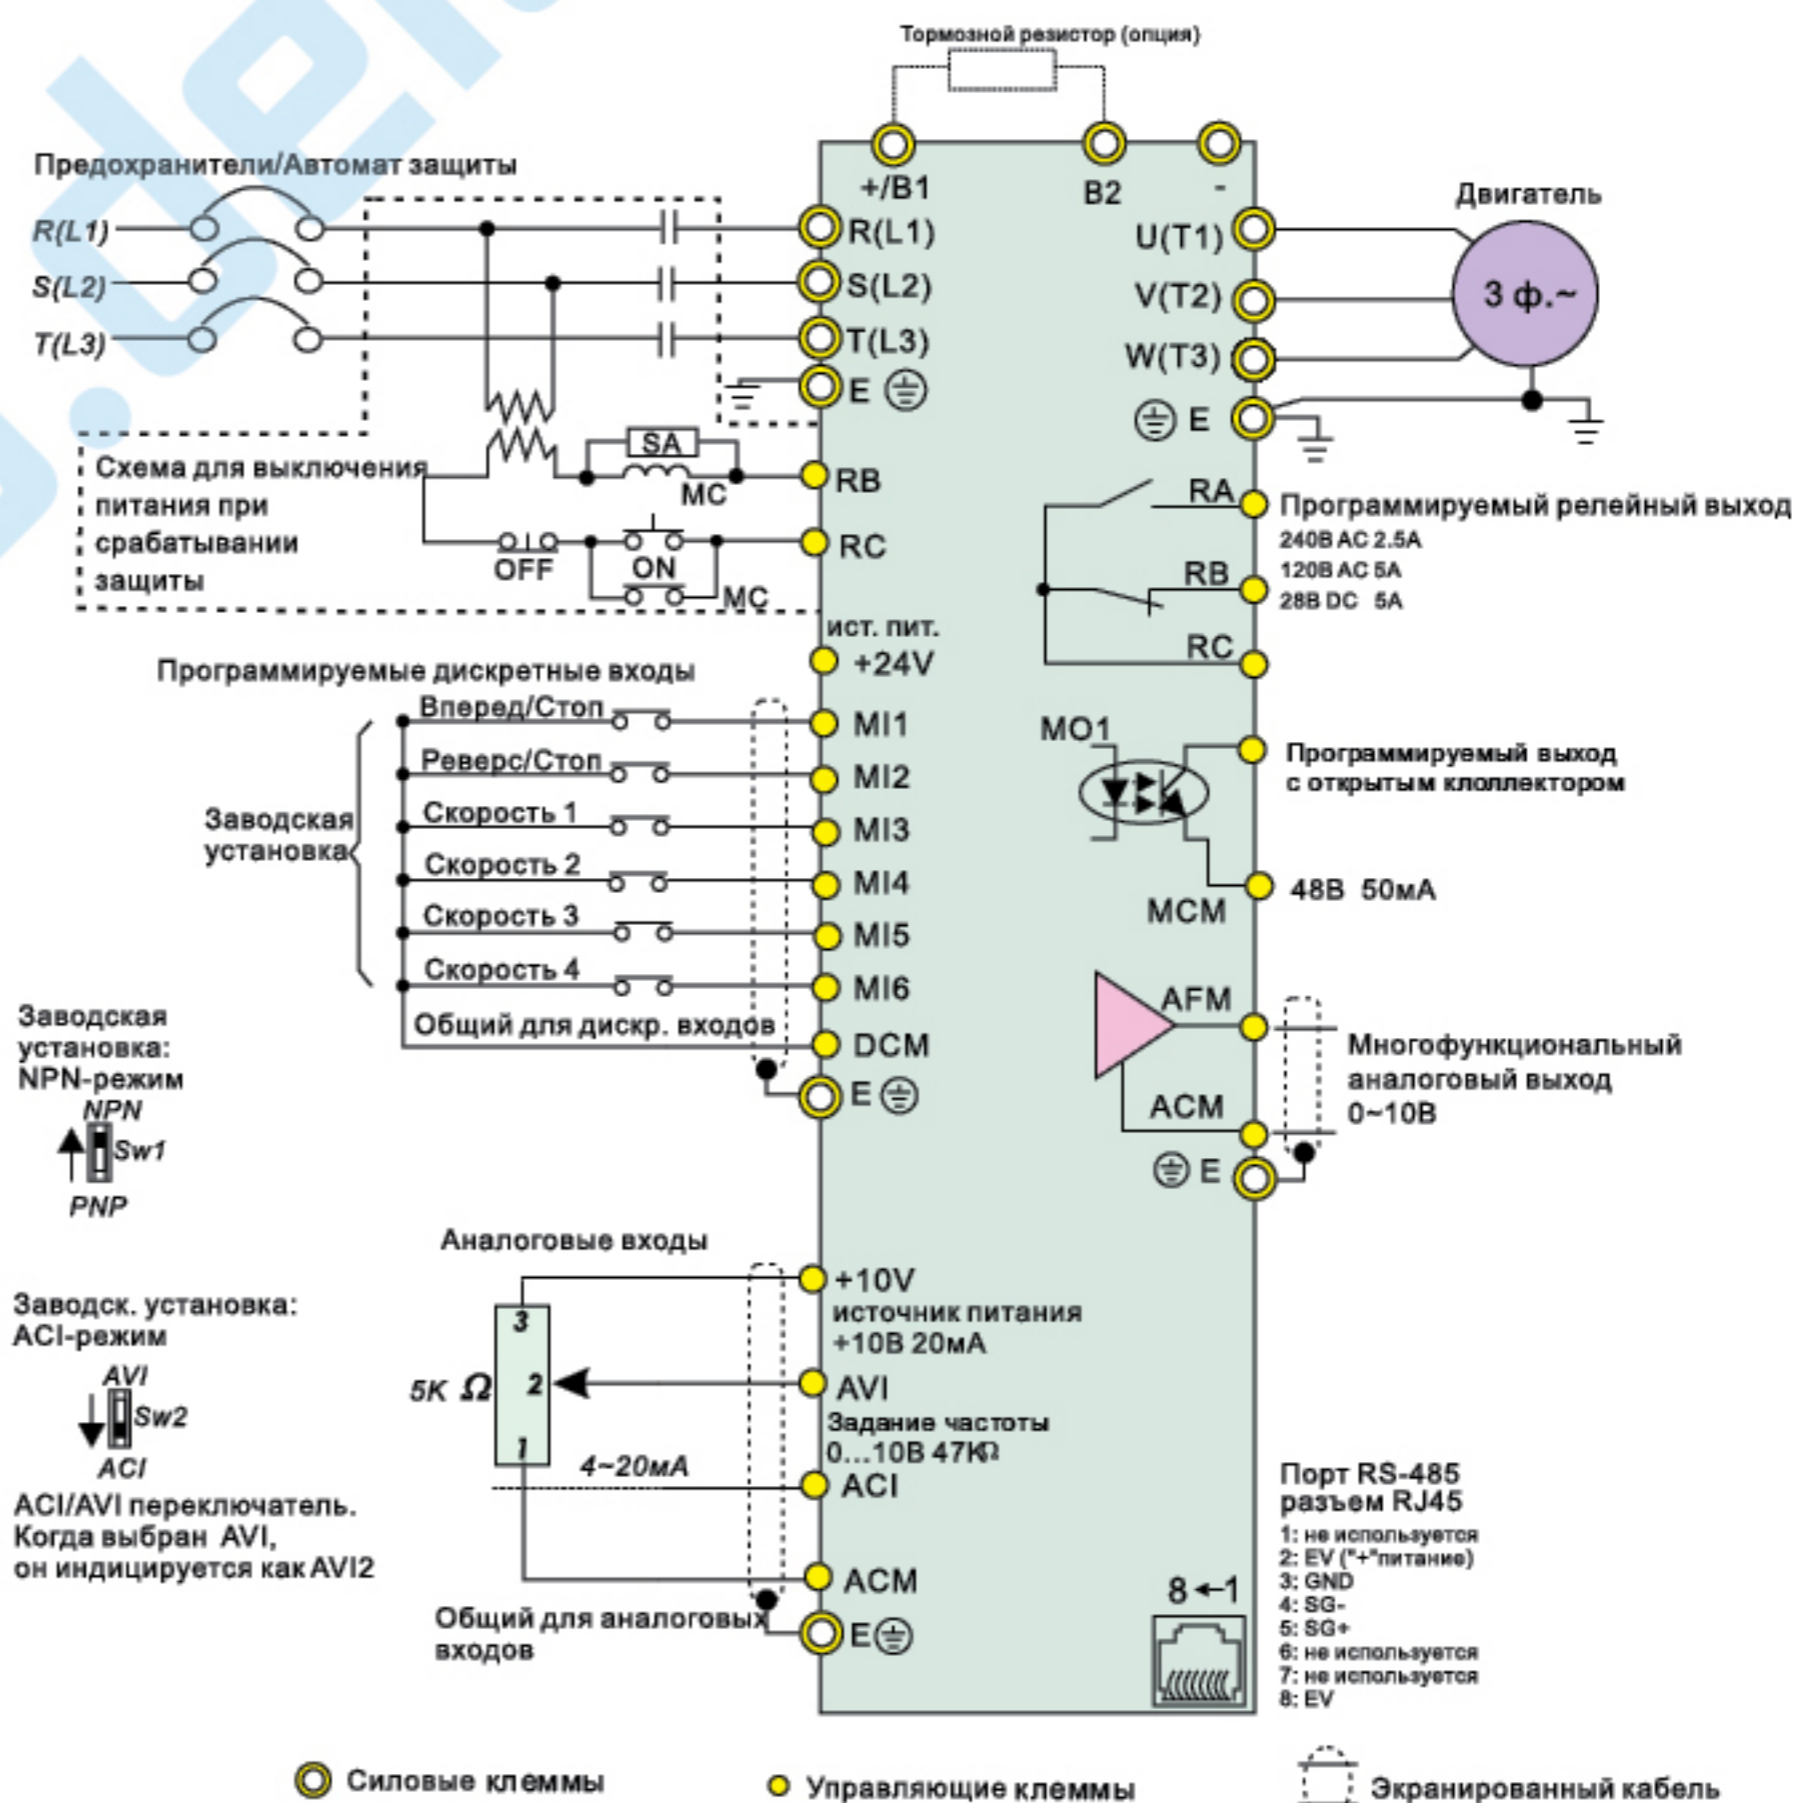 Тормозной резистор (опция)
+/B1
B2
-
Предохранители/Автомат защиты
R(L1)
S(L2)
T(L3)
R(L1)
S(L2)
T(L3)
E
U(T1)
V(T2)
W(T3)
E
Двигатель
3 ф.~
Схема для выключения
питания при
срабатывании
защиты
SA
MC
RB
OFF
ON
MC
RC
RA
RB
RC
Программируемый релейный выход
240В AC 2.5A
120В AC 5A
28В DC 5A
ист. пит.
+24V
Программируемые дискретные входы
Вперед/Стоп
MI1
Реверс/Стоп
MI2
Скорость 1
MI3
Скорость 2
MI4
Скорость 3
MI5
Скорость 4
MI6
Общий для дискр. входов
DCM
E
Заводская
установка
MO1
Программируемый выход
с открытым клоллектором
MCM
48В 50мА
AFM
ACM
E
Многофункциональный
аналоговый выход
0~10В
Заводская
установка:
NPN-режим
NPN
Sw1
PNP
Аналоговые входы
+10V
источник питания
+10В 20мА
3
2
1
5K Ω
AVI
Задание частоты
0...10В 47KΩ
4~20мА
ACI
ACM
Общий для аналоговых
входов
E
Заводск. установка:
ACI-режим
AVI
Sw2
ACI
ACI/AVI переключатель.
Когда выбран AVI,
он индицируется как AVI2
8←1
Порт RS-485
разъем RJ45
1: не используется
2: EV ("+"питание)
3: GND
4: SG-
5: SG+
6: не используется
7: не используется
8: EV
Силовые клеммы
Управляющие клеммы
Экранированный кабель